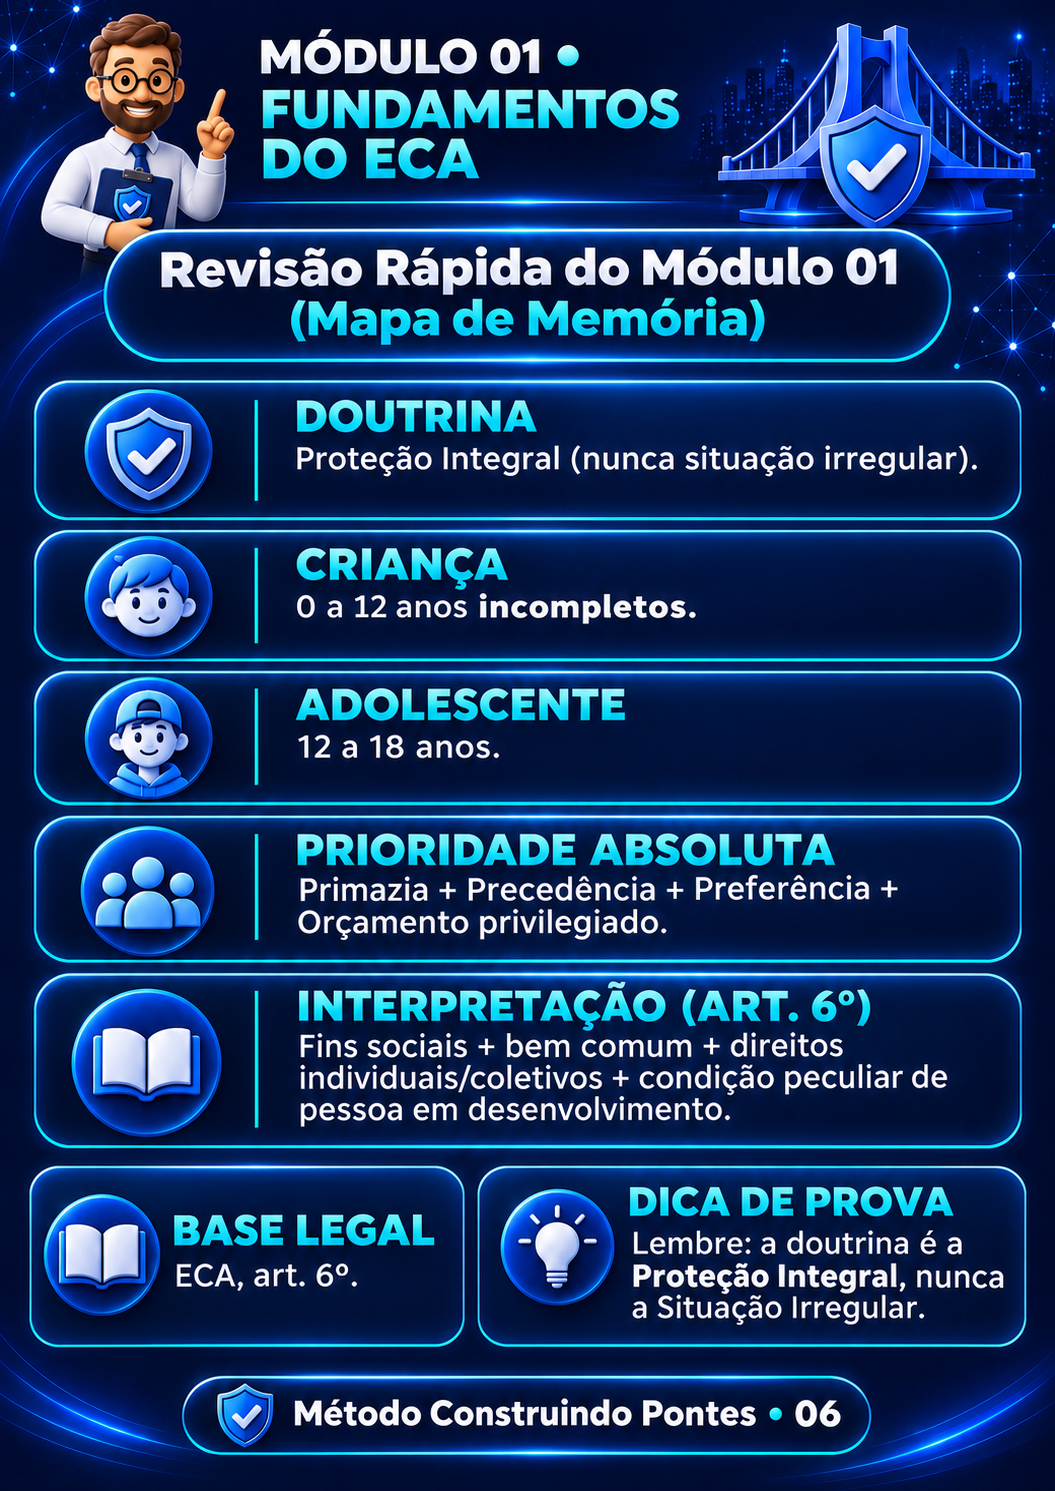 MÓDULO 01 •
FUNDAMENTOS
DO ECA
Revisão Rápida do Módulo 01
(Mapa de Memória)
DOUTRINA
Proteção Integral (nunca situação irregular).
CRIANÇA
0 a 12 anos incompletos.
ADOLESCENTE
12 a 18 anos.
PRIORIDADE ABSOLUTA
Primazia + Precedência + Preferência +
Orçamento privilegiado.
INTERPRETAÇÃO (ART. 6º)
Fins sociais + bem comum + direitos
individuais/coletivos + condição peculiar de
pessoa em desenvolvimento.
BASE LEGAL
ECA, art. 6º.
DICA DE PROVA
Lembre: a doutrina é a
Proteção Integral, nunca
a Situação Irregular.
Método Construindo Pontes • 06